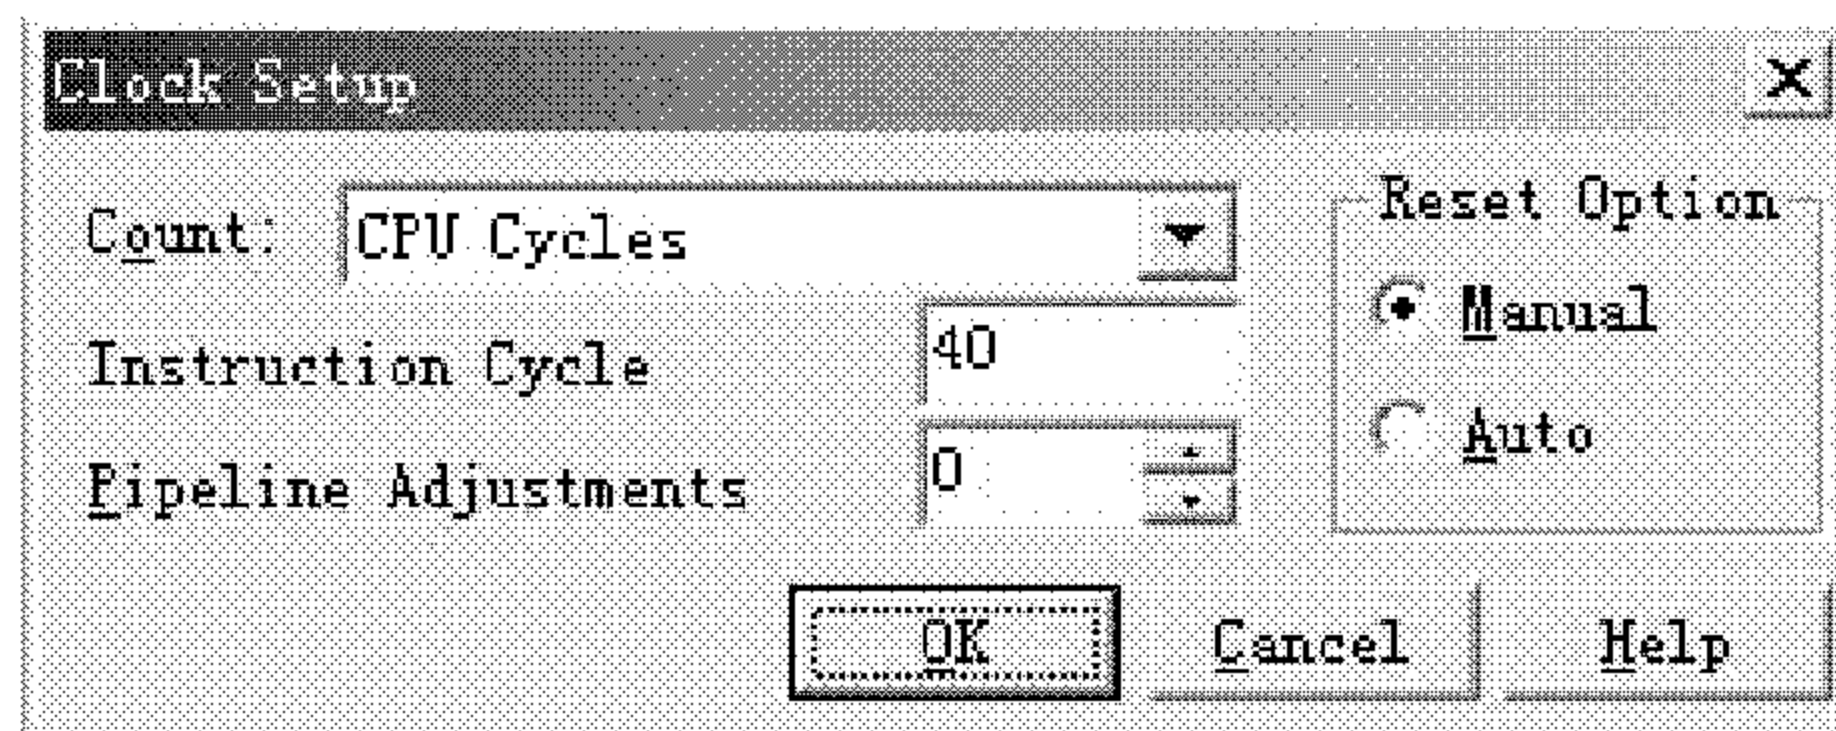 Clock Setup
Count: CPU Cycles
Instruction Cycle 40
Pipeline Adjustments 0
Reset Option
Manual
Auto
OK Cancel Help